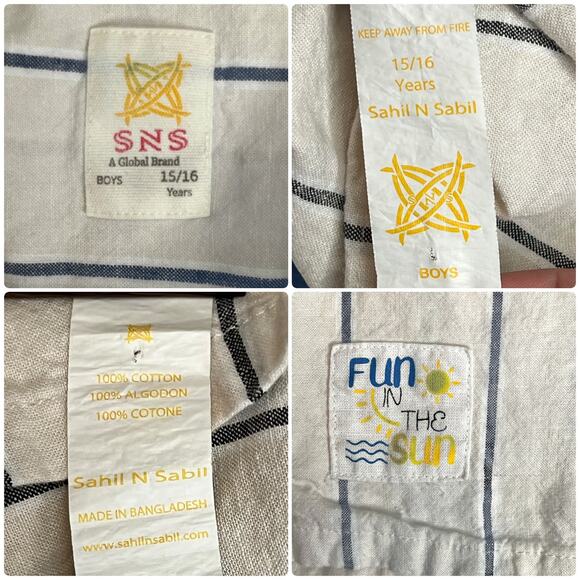 SNS
A Global Brand
BOYS 15/16
Years
KEEP AWAY FROM FIRE
15/16
Years
Sahil N Sabil
SNS
BOYS
100% COTTON
100% ALGODON
100% COTONE
Sahil N Sabil
MADE IN BANGLADESH
www.sahilnsabil.com
Fun
IN
THE
Sun